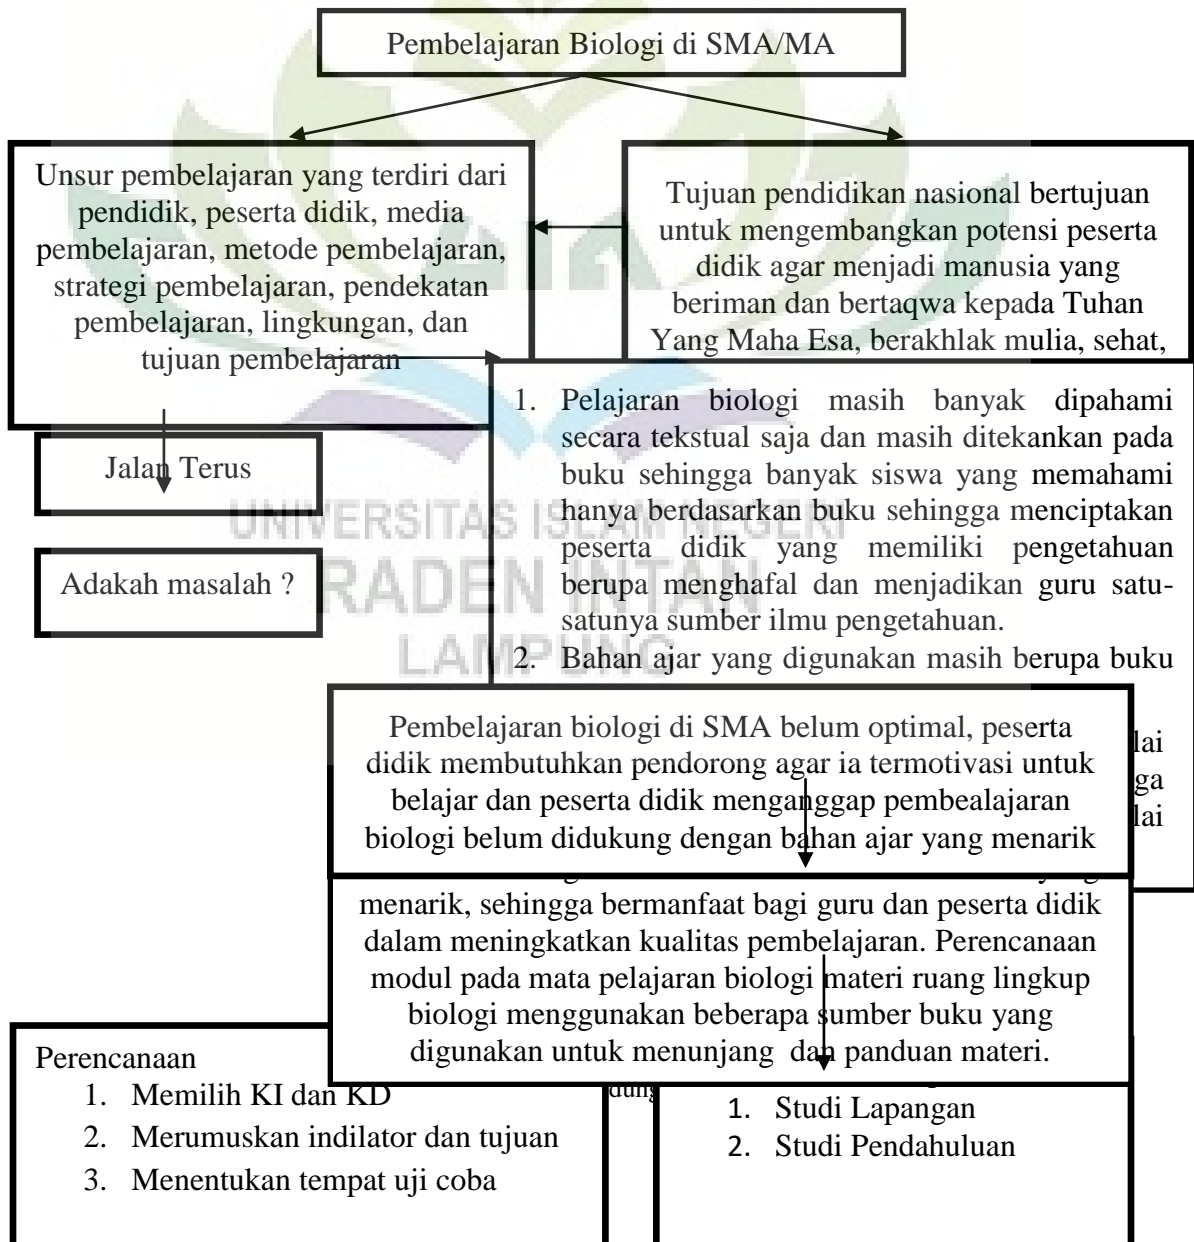 Pembelajaran Biologi di SMA/MA
Unsur pembelajaran yang terdiri dari
pendidik, peserta didik, media
pembelajaran, metode pembelajaran,
strategi pembelajaran, pendekatan
pembelajaran, lingkungan, dan
tujuan pembelajaran
Tujuan pendidikan nasional bertujuan
untuk mengembangkan potensi peserta
didik agar menjadi manusia yang
beriman dan bertaqwa kepada Tuhan
Yang Maha Esa, berakhlak mulia, sehat,
Jalan Terus
Adakah masalah ?
1. Pelajaran biologi masih banyak dipahami
secara tekstual saja dan masih ditekankan pada
buku sehingga banyak siswa yang memahami
hanya berdasarkan buku sehingga menciptakan
peserta didik yang memiliki pengetahuan
berupa menghafal dan menjadikan guru satu-
satunya sumber ilmu pengetahuan.
2. Bahan ajar yang digunakan masih berupa buku
lai
ga
lai
Pembelajaran biologi di SMA belum optimal, peserta
didik membutuhkan pendorong agar ia termotivasi untuk
belajar dan peserta didik menganggap pembealajaran
biologi belum didukung dengan bahan ajar yang menarik
menarik, sehingga bermanfaat bagi guru dan peserta didik
dalam meningkatkan kualitas pembelajaran. Perencanaan
modul pada mata pelajaran biologi materi ruang lingkup
biologi menggunakan beberapa sumber buku yang
digunakan untuk menunjang dan panduan materi.
Perencanaan
1. Memilih KI dan KD
2. Merumuskan indilator dan tujuan
3. Menentukan tempat uji coba
dung
1. Studi Lapangan
2. Studi Pendahuluan
UNIVERSITAS ISLAM NEGERI
RADEN INTAN
LAMPUNG